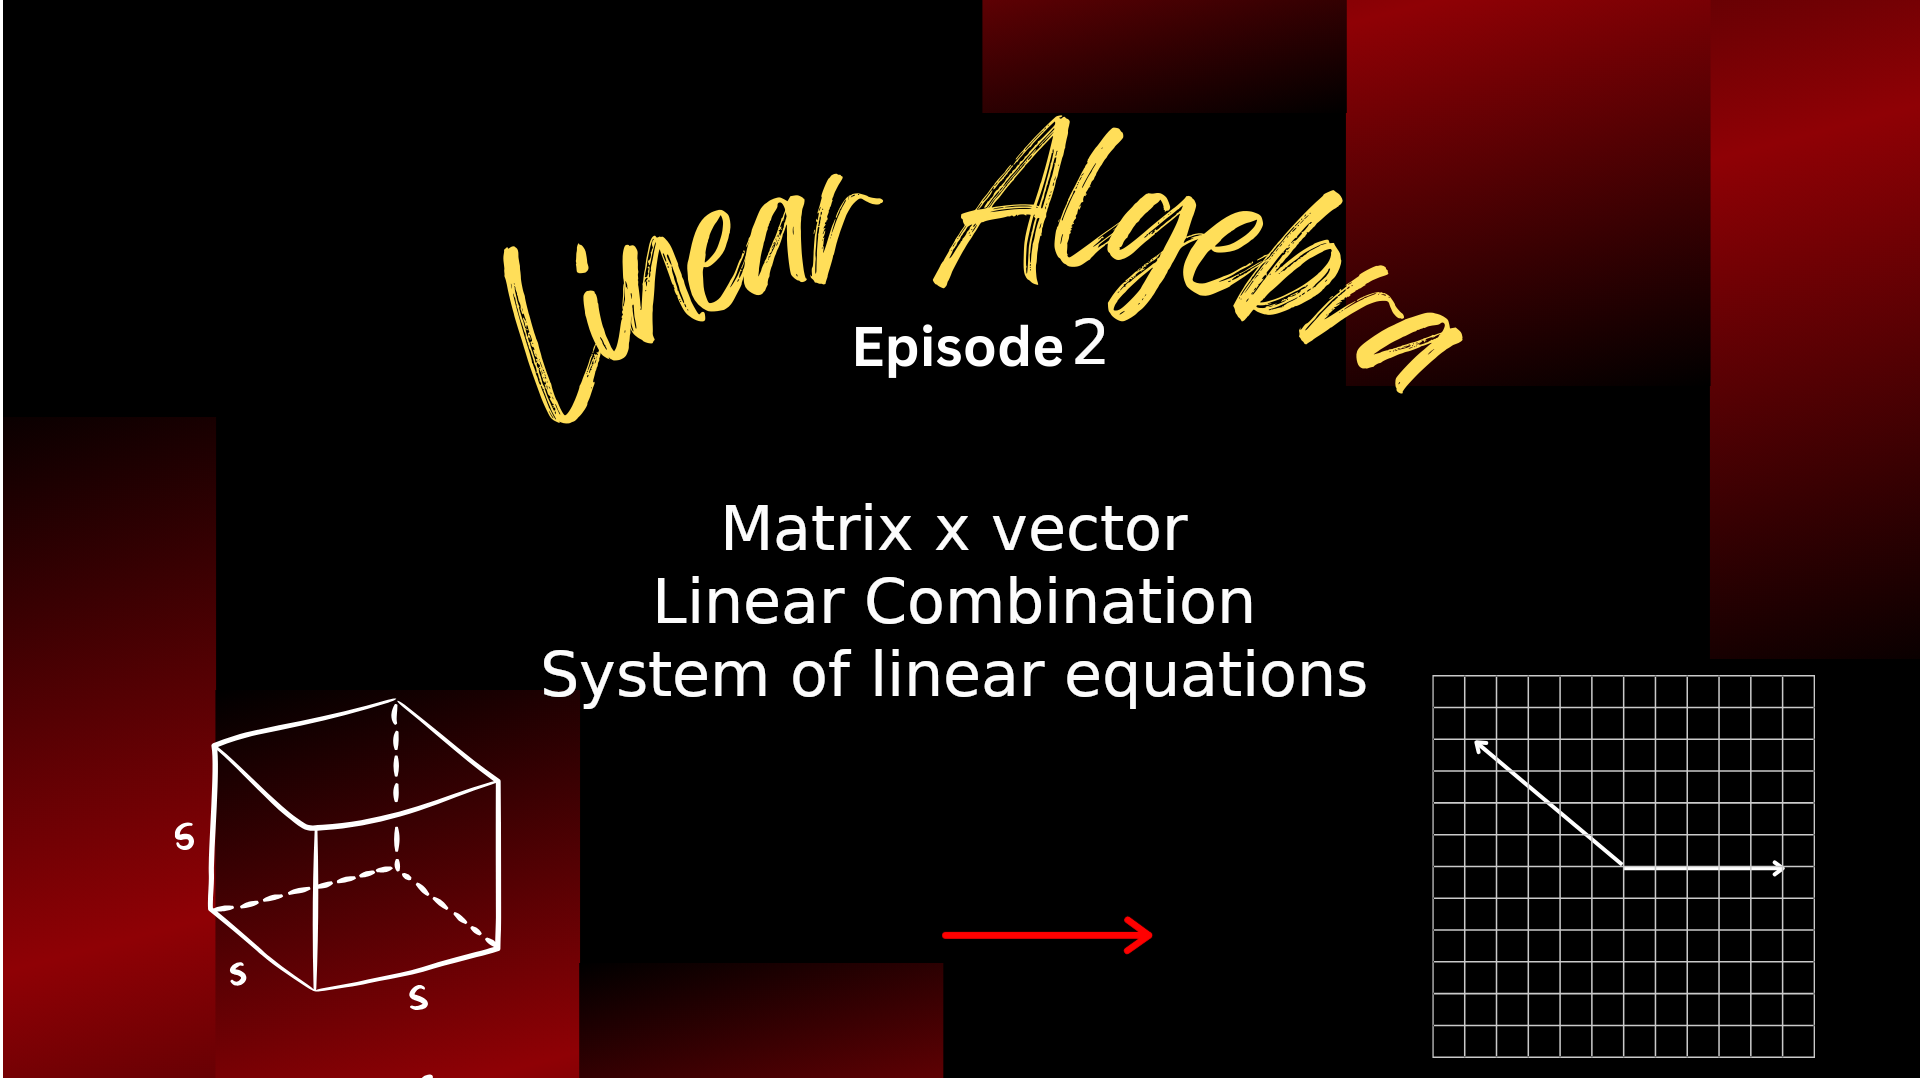 Linear Algebra
Episode 2
Matrix x vector
Linear Combination
System of linear equations
s
s
s